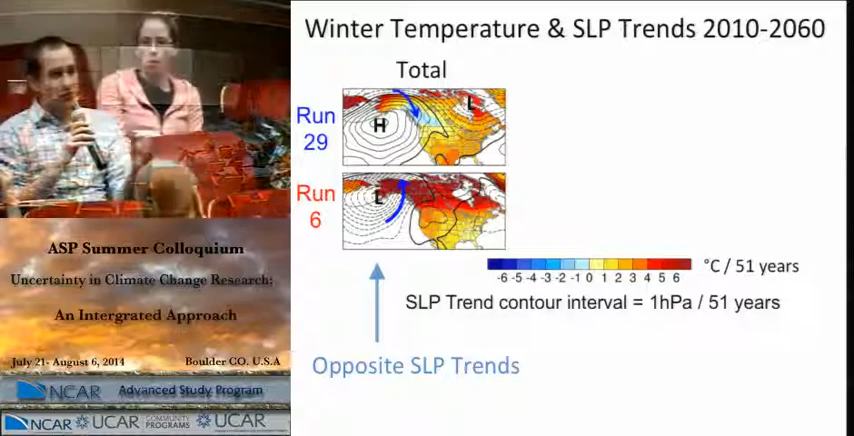 Winter Temperature & SLP Trends 2010-2060
Total
Run
29
H
L
Run
6
L
°C / 51 years
-6 -5 -4 -3 -2 -1 0 1 2 3 4 5 6
SLP Trend contour interval = 1hPa / 51 years
Opposite SLP Trends
ASP Summer Colloquium
Uncertainty in Climate Change Research:
An Intergrated Approach
July 21- August 6, 2014 Boulder CO. U.S.A
NCAR Advanced Study Program
NCAR UCAR COMMUNITY PROGRAMS UCAR